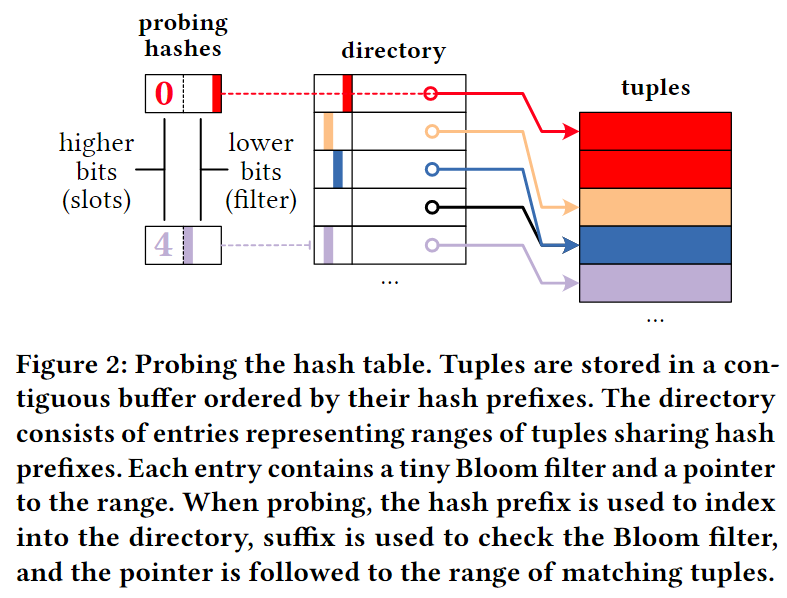 probing
hashes
directory
tuples
0
higher
bits
(slots)
lower
bits
(filter)
4
...
...
Figure 2: Probing the hash table. Tuples are stored in a con-
tiguous buffer ordered by their hash prefixes. The directory
consists of entries representing ranges of tuples sharing hash
prefixes. Each entry contains a tiny Bloom filter and a pointer
to the range. When probing, the hash prefix is used to index
into the directory, suffix is used to check the Bloom filter,
and the pointer is followed to the range of matching tuples.